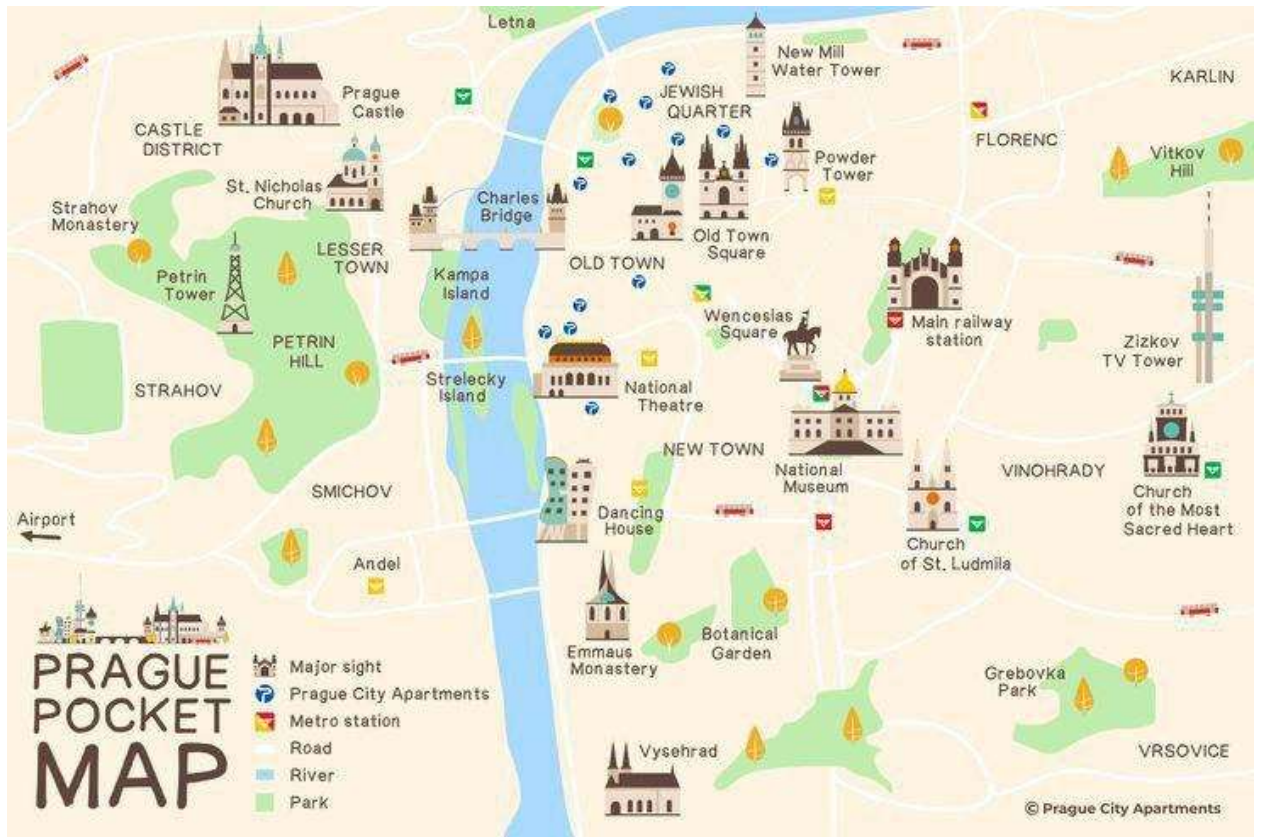 Letna
New Mill
Water Tower
KARLIN
Prague
Castle
JEWISH
QUARTER
CASTLE
DISTRICT
FLORENC
Vitkov
Hill
Powder
Tower
St. Nicholas
Church
Charles
Bridge
Strahov
Monastery
Old Town
Square
LESSER
TOWN
OLD TOWN
Petrin
Tower
Kampa
Island
Wenceslas
Square
Main railway
station
PETRIN
HILL
Zizkov
TV Tower
STRAHOV
Strelecky
Island
National
Theatre
NEW TOWN
National
Museum
VINOHRADY
SMICHOV
Church
of the Most
Sacred Heart
Airport
Dancing
House
Church
of St. Ludmila
Andel
Emmaus
Monastery
Botanical
Garden
Grebovka
Park
Vysehrad
VRSOVICE
PRAGUE
POCKET
MAP
Major sight
Prague City Apartments
Metro station
Road
River
Park
© Prague City Apartments